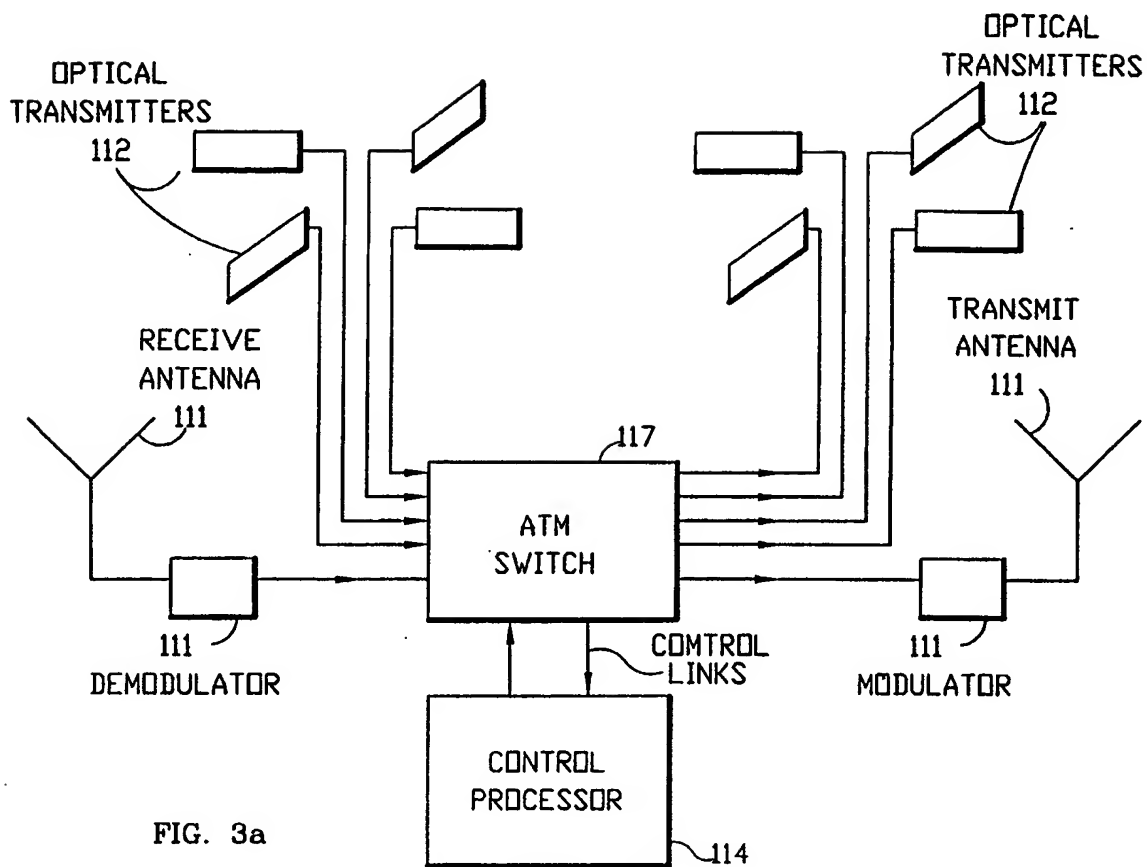 OPTICAL
TRANSMITTERS
112
OPTICAL
TRANSMITTERS
112
RECEIVE
ANTENNA
111
TRANSMIT
ANTENNA
111
117
ATM
SWITCH
111
DEMODULATOR
COMTROL
LINKS
111
MODULATOR
CONTROL
PROCESSOR
FIG. 3a
114